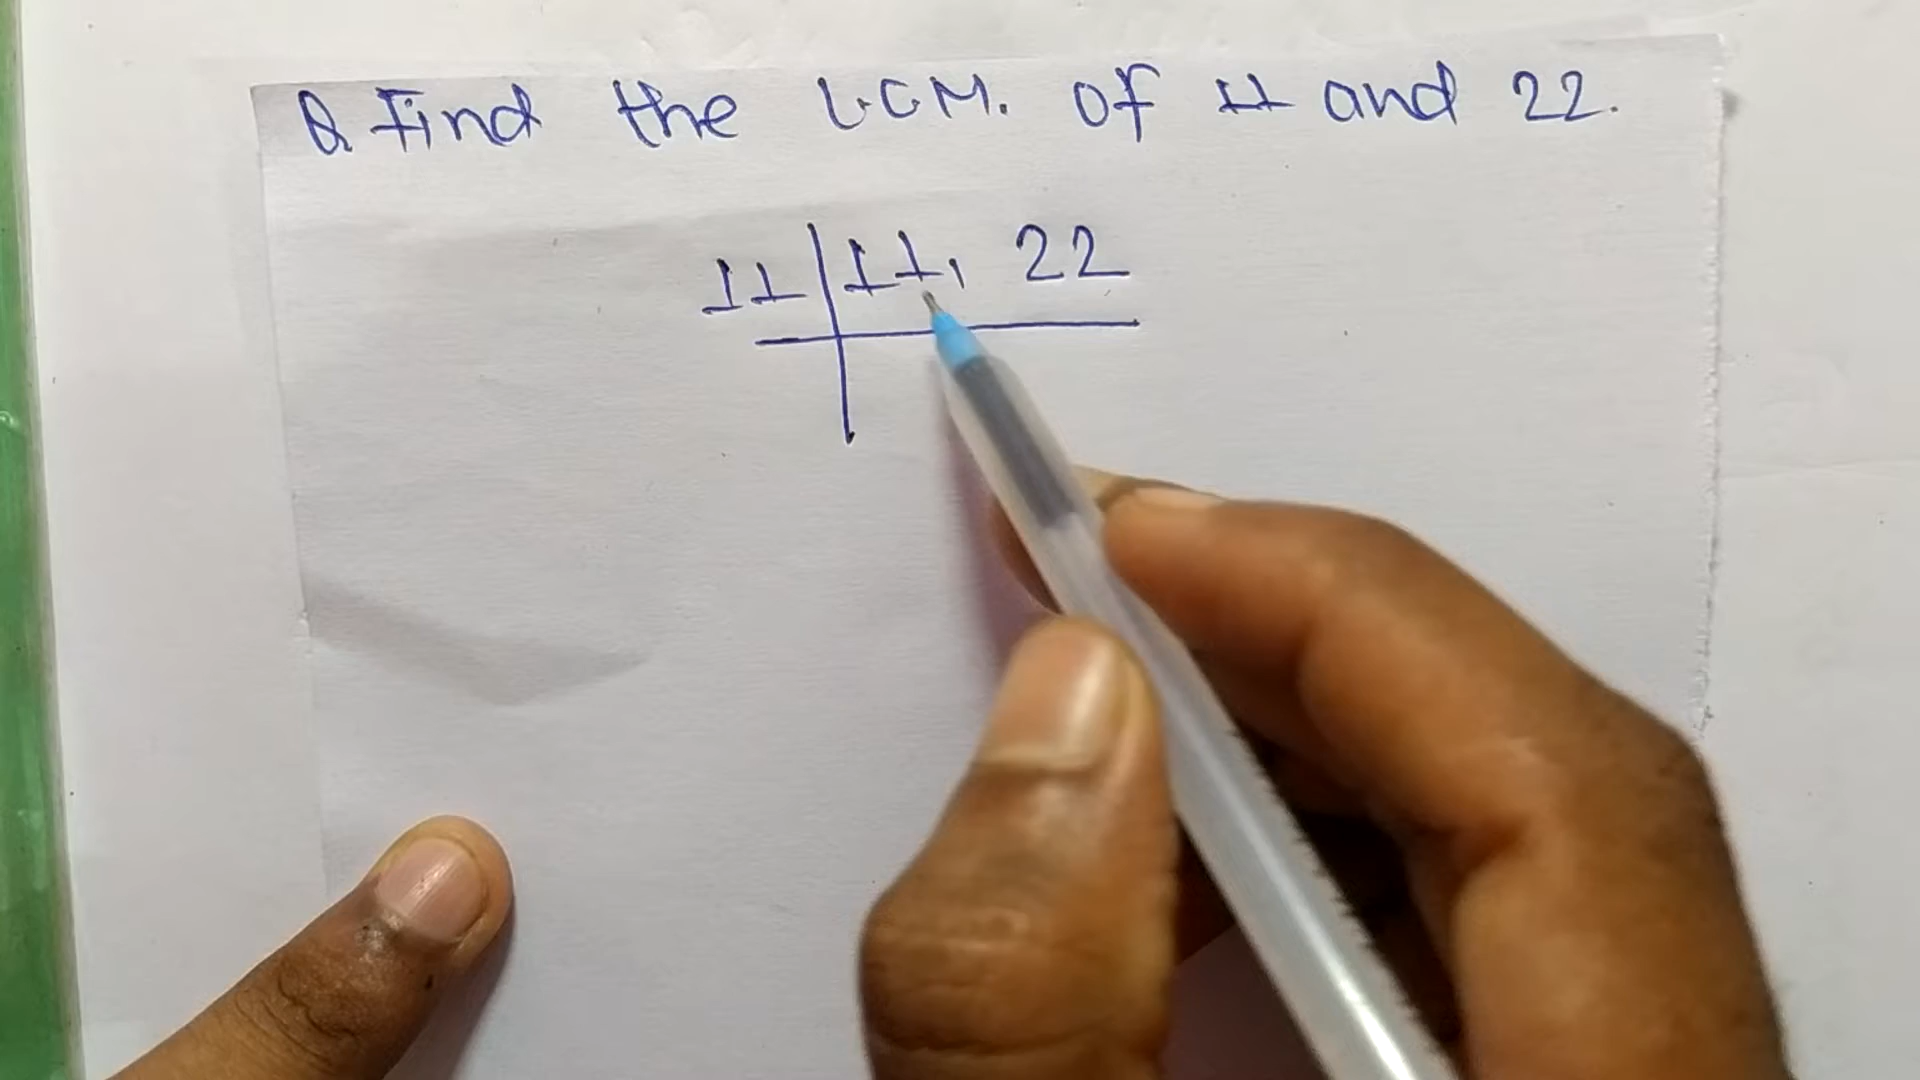 Q. Find the L.C.M. of 11 and 22.
11 | 11, 22